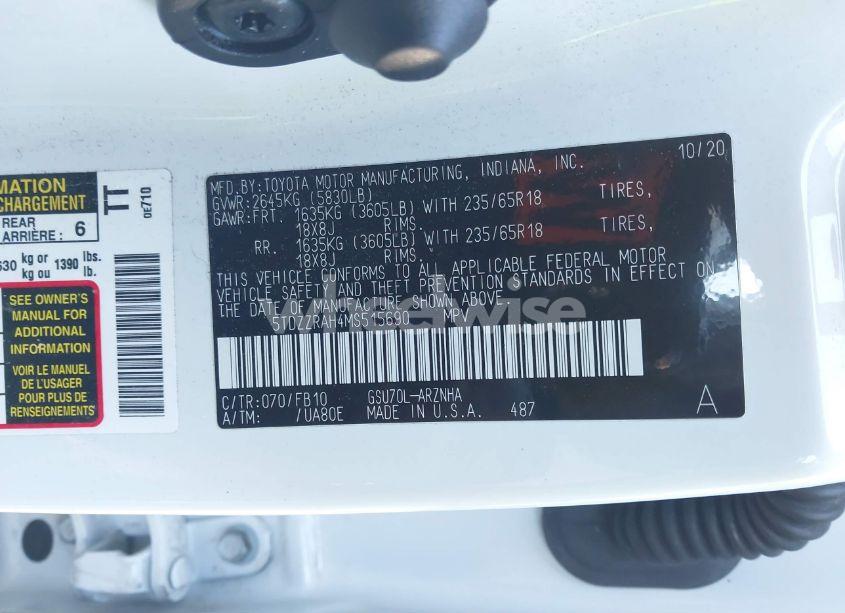 MATION
CHARGEMENT
REAR
ARRIÈRE : 6
630 kg or 1390 lbs.
kg ou lb.
SEE OWNER'S
MANUAL FOR
ADDITIONAL
INFORMATION
VOIR LE MANUEL
DE L'USAGER
POUR PLUS DE
RENSEIGNEMENTS
TT
0E710
MFD.BY:TOYOTA MOTOR MANUFACTURING, INDIANA, INC. 10/20
GVWR:2645KG (5830LB)
GAWR:FRT. 1635KG (3605LB) WITH 235/65R18 TIRES,
18X8J RIMS.
RR. 1635KG (3605LB) WITH 235/65R18 TIRES,
18X8J RIMS.
THIS VEHICLE CONFORMS TO ALL APPLICABLE FEDERAL MOTOR
VEHICLE SAFETY AND THEFT PREVENTION STANDARDS IN EFFECT ON
THE DATE OF MANUFACTURE SHOWN ABOVE.
5TDZZRAH4MS515690 MPV
wheelwise
C/TR:070/FB10 GSU70L-ARZNHA
A/TM: /UA80E MADE IN U.S.A. 487 A